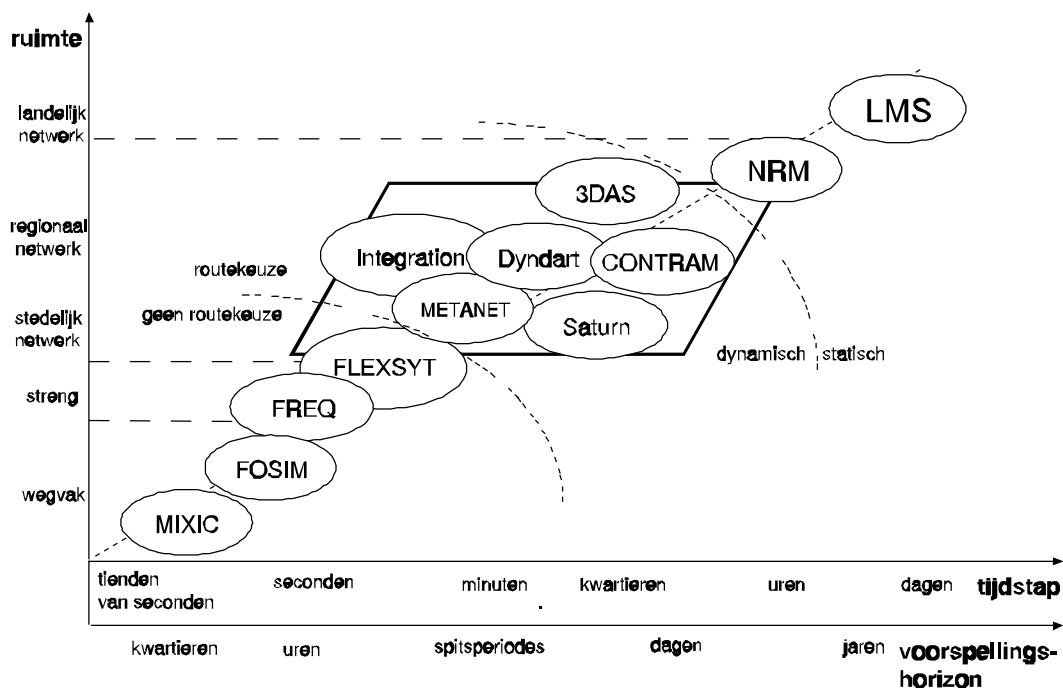 ruimte
landelijk
netwerk
LMS
NRM
3DAS
regionaal
netwerk
Integration
Dyndart
CONTRAM
routekeuze
geen routekeuze
METANET
stedelijk
netwerk
Saturn
dynamisch
statisch
FLEXSYT
streng
FREQ
FOSIM
wegvak
MIXIC
tienden
van seconden
seconden
minuten
kwartieren
uren
dagen
tijdstap
kwartieren
uren
spitsperiodes
dagen
jaren
voorspellings-
horizon